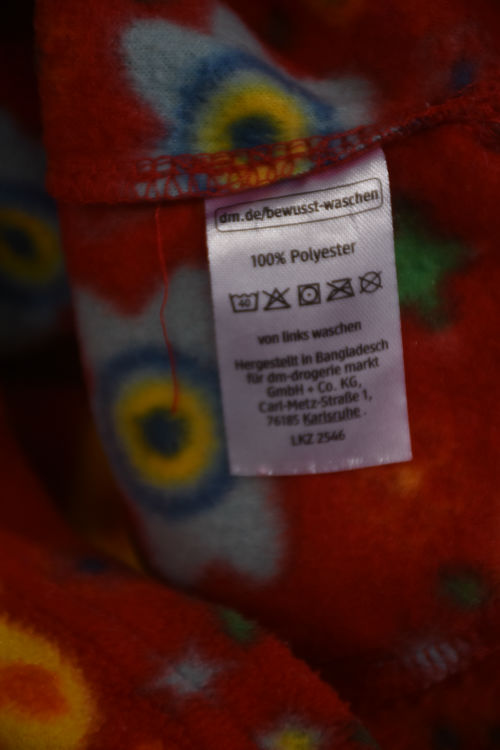 dm.de/bewusst-waschen
100% Polyester
40
von links waschen
Hergestellt in Bangladesch
für dm-drogerie markt
GmbH + Co. KG,
Carl-Metz-Straße 1,
76185 Karlsruhe.
LKZ 2546